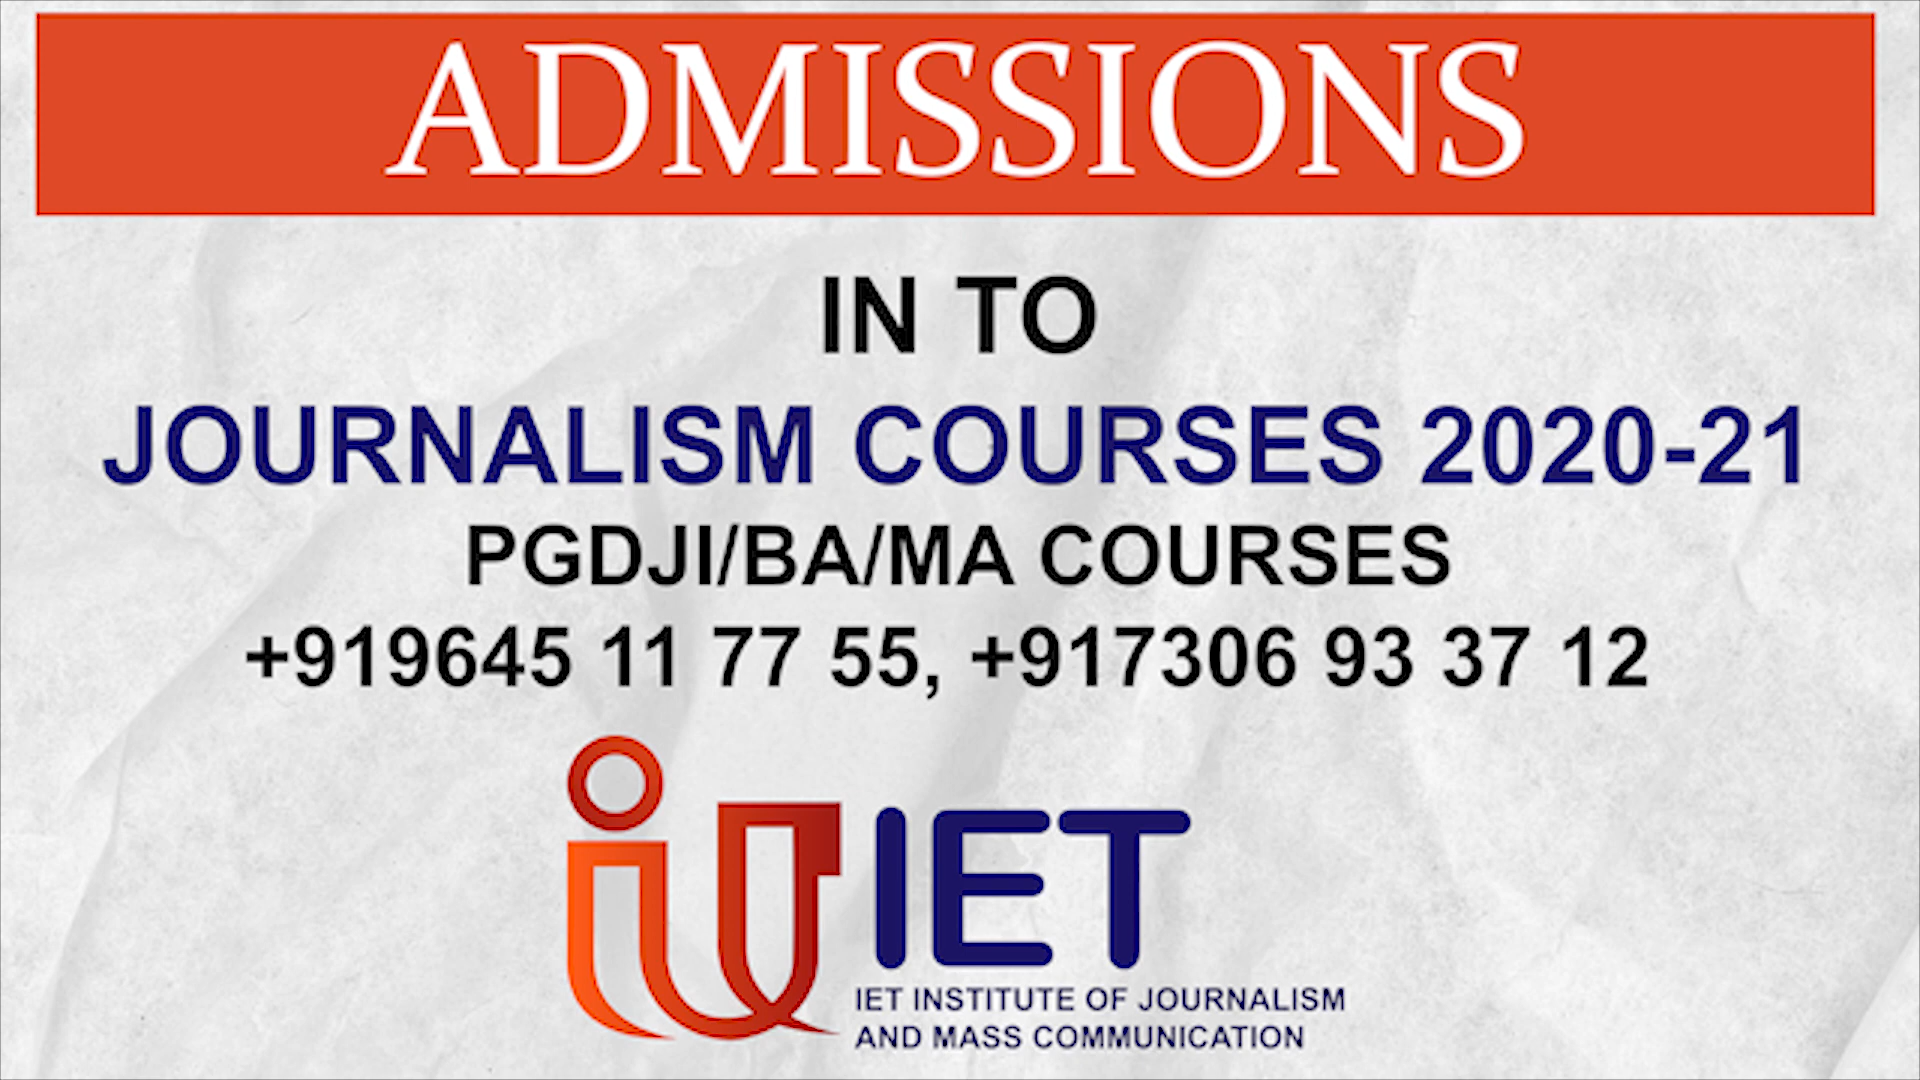 ADMISSIONS
IN TO
JOURNALISM COURSES 2020-21
PGDJI/BA/MA COURSES
+919645 11 77 55, +917306 93 37 12
IET
IET INSTITUTE OF JOURNALISM
AND MASS COMMUNICATION